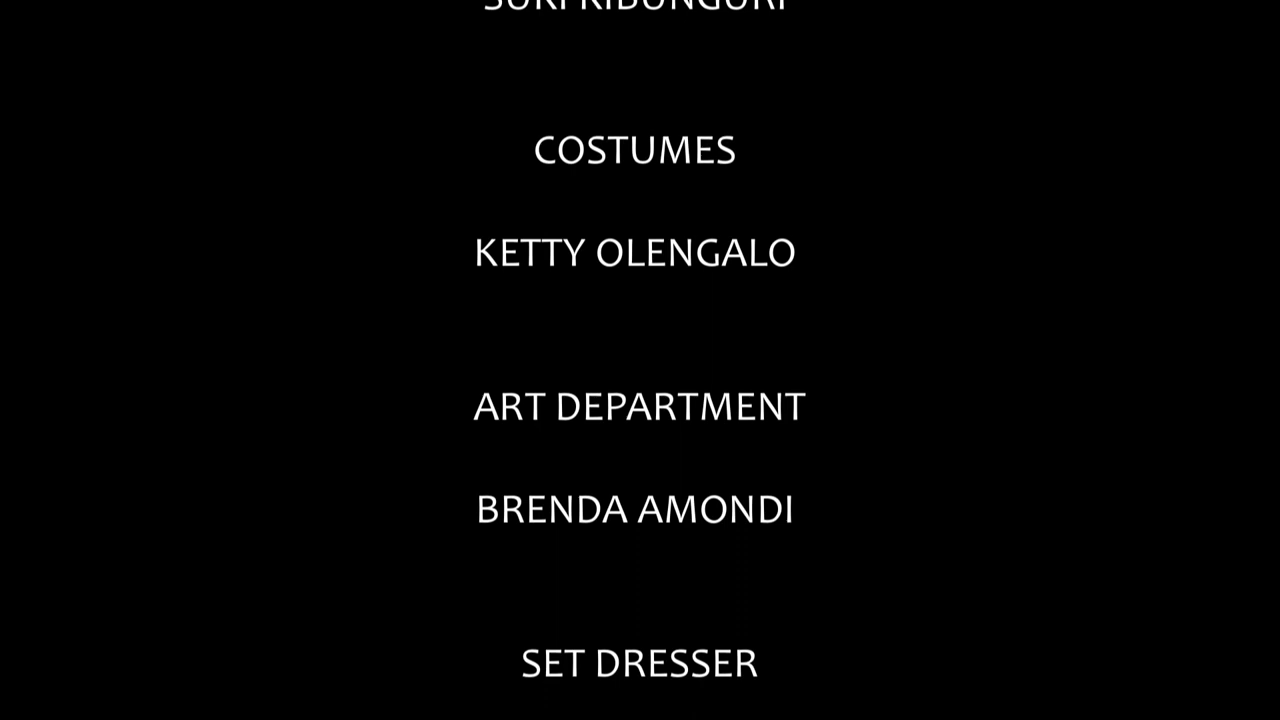 COSTUMES
KETTY OLENGALO
ART DEPARTMENT
BRENDA AMONDI
SET DRESSER